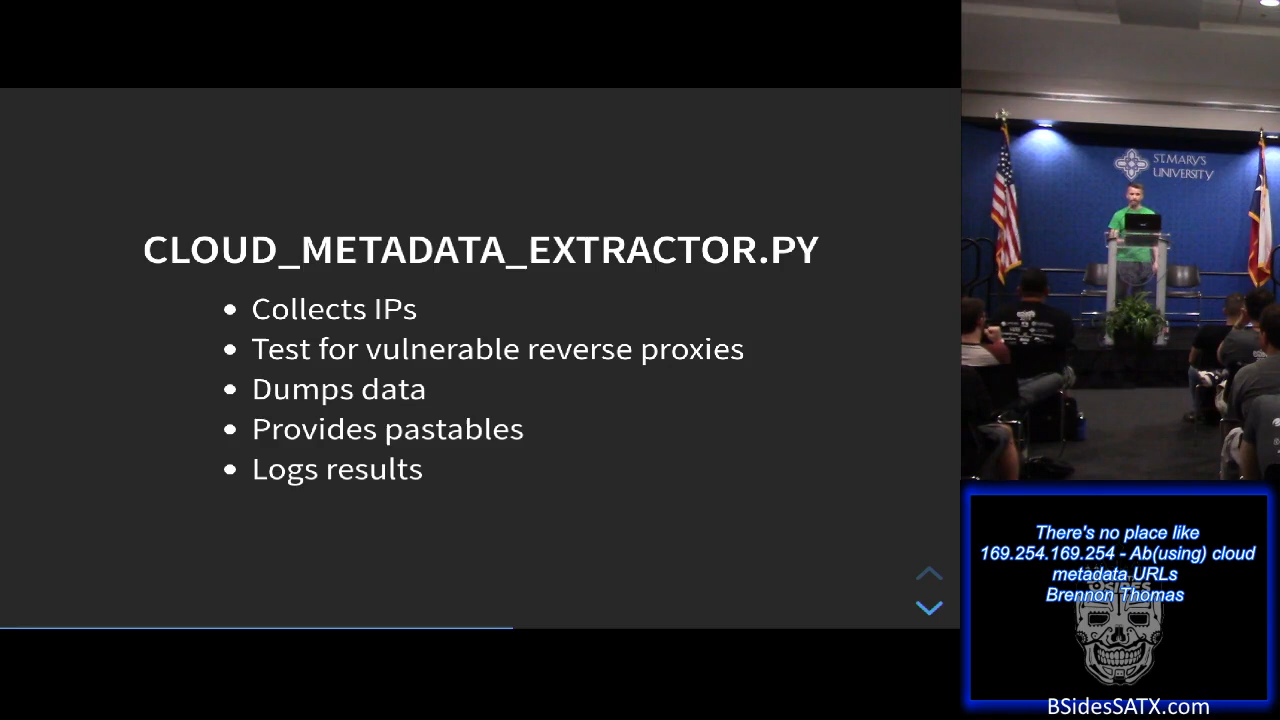 CLOUD_METADATA_EXTRACTOR.PY
Collects IPs
Test for vulnerable reverse proxies
Dumps data
Provides pastables
Logs results
ST. MARY'S
UNIVERSITY
There's no place like
169.254.169.254 - Ab(using) cloud
metadata URLs
Brennon Thomas
BSIDES
BSidesSATX.com